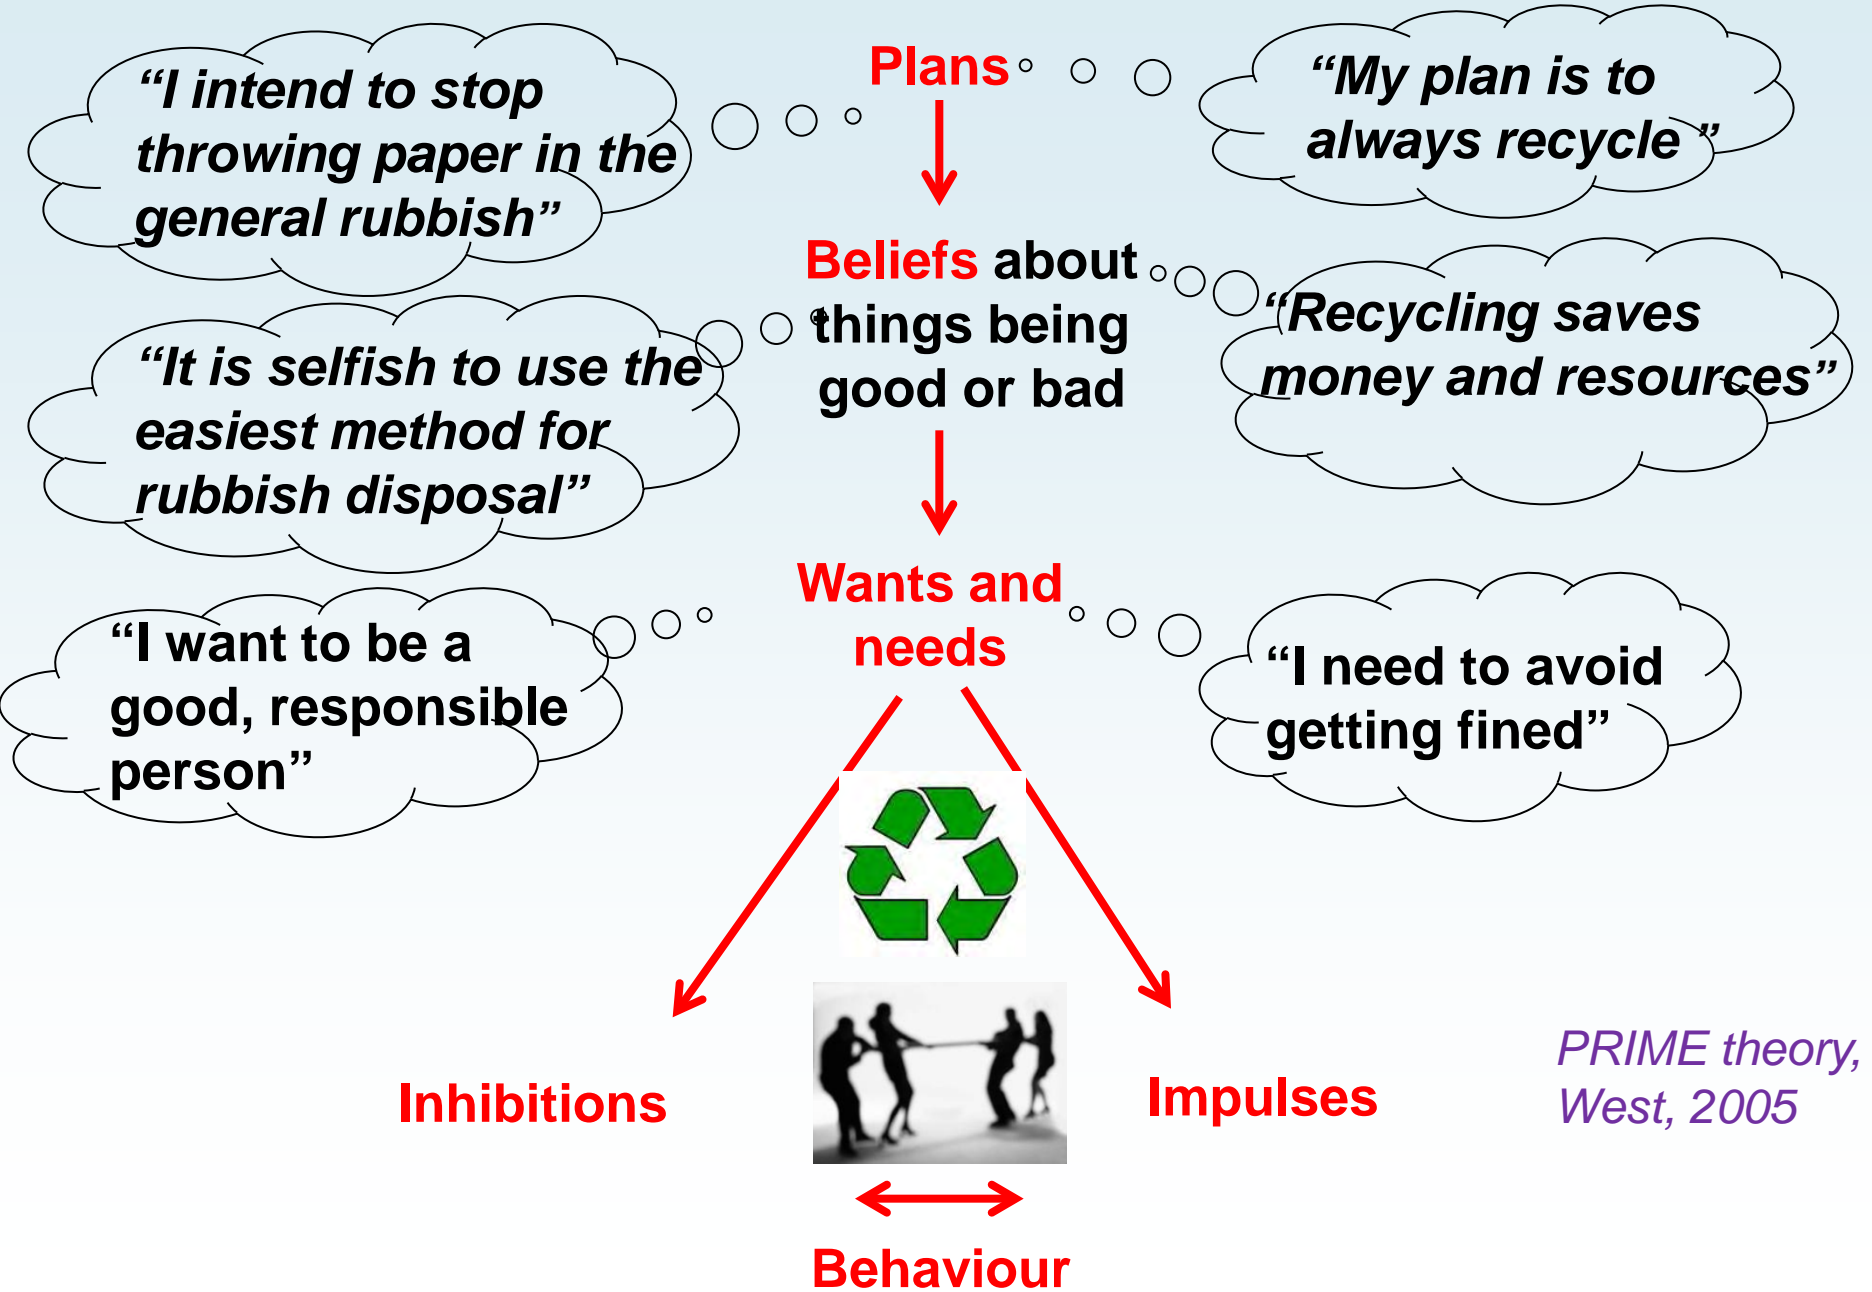 Plans
“I intend to stop
throwing paper in the
general rubbish”
“My plan is to
always recycle ”
Beliefs about
things being
good or bad
“It is selfish to use the
easiest method for
rubbish disposal”
“Recycling saves
money and resources”
Wants and
needs
“I want to be a
good, responsible
person”
“I need to avoid
getting fined”
Inhibitions
Impulses
PRIME theory,
West, 2005
Behaviour